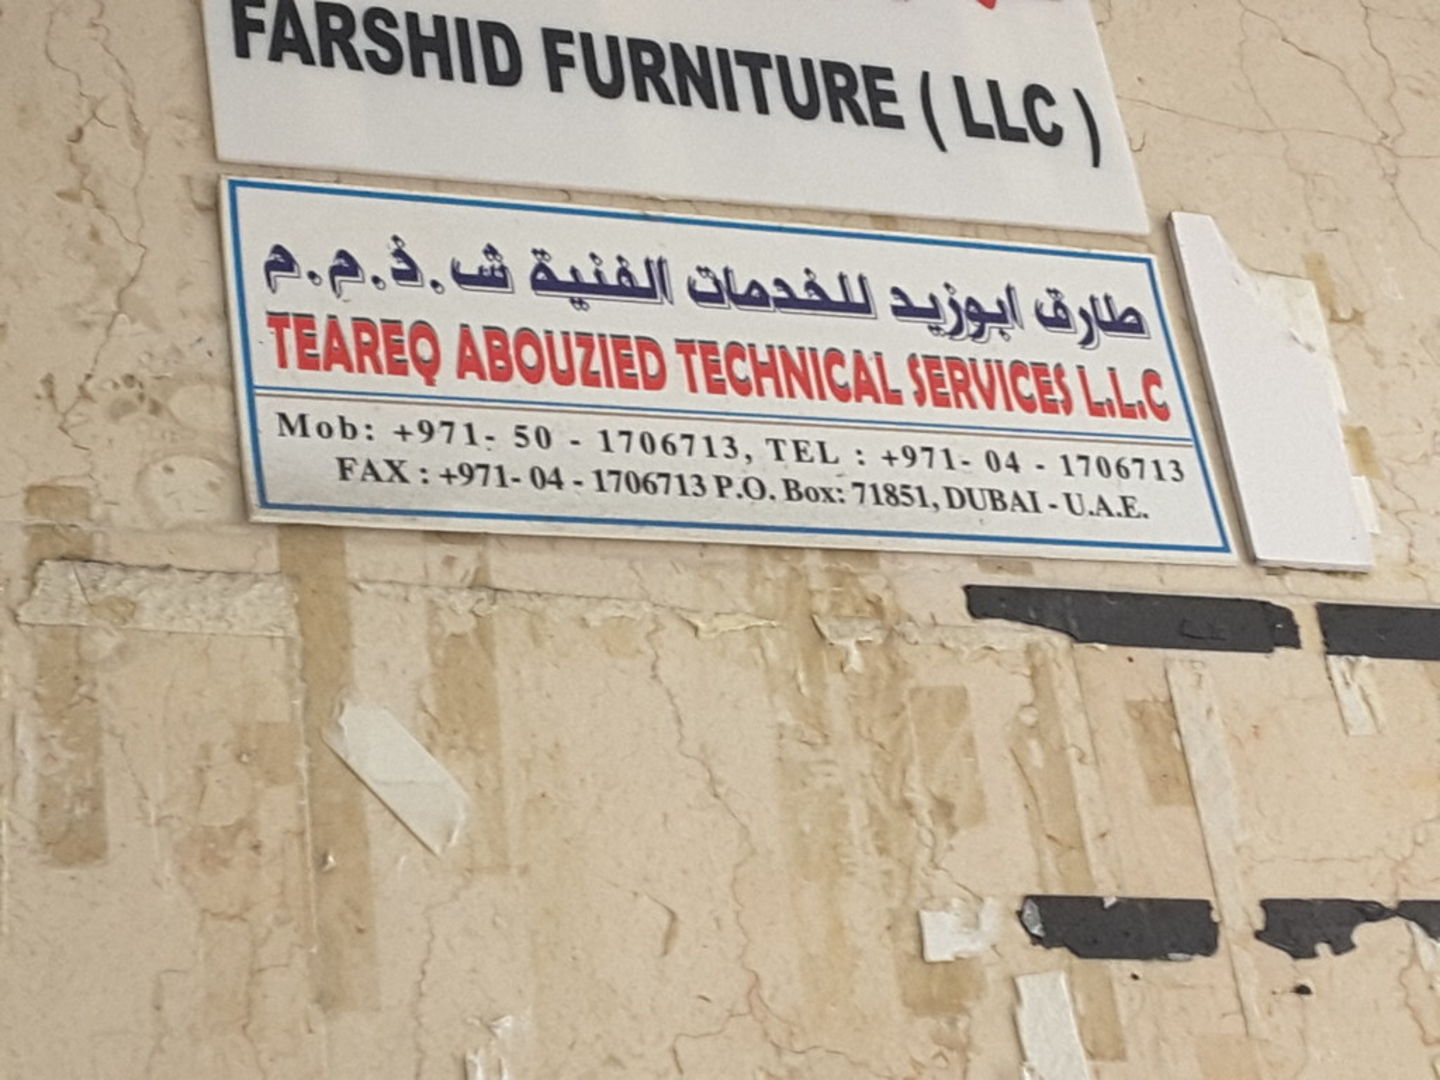 FARSHID FURNITURE ( LLC )
طارق ابوزيد للخدمات الفنية ش.ذ.م.م
TEAREQ ABOUZIED TECHNICAL SERVICES L.L.C
Mob: +971- 50 - 1706713, TEL : +971- 04 - 1706713
FAX : +971- 04 - 1706713 P.O. Box: 71851, DUBAI - U.A.E.